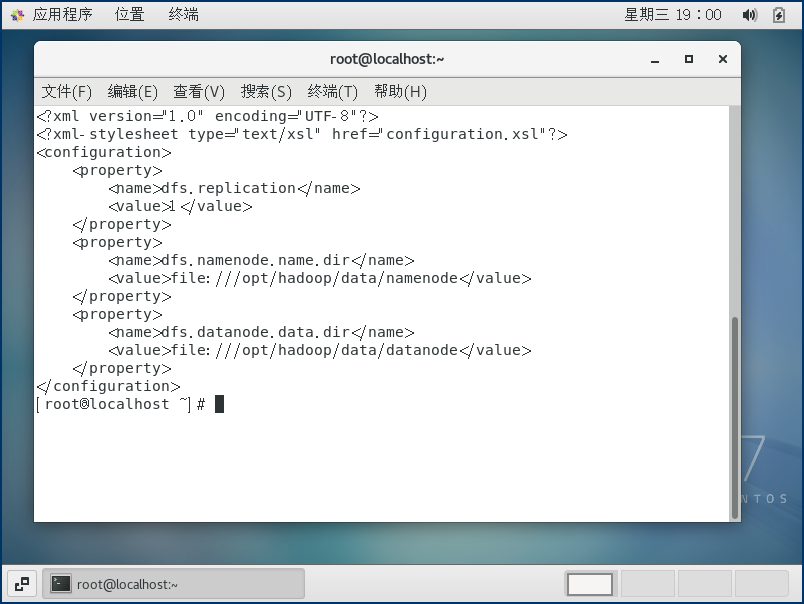 应用程序 位置 终端 星期三 19：00
root@localhost:~
文件(F) 编辑(E) 查看(V) 搜索(S) 终端(T) 帮助(H)
<?xml version="1.0" encoding="UTF-8"?>
<?xml-stylesheet type="text/xsl" href="configuration.xsl"?>
<configuration>
    <property>
        <name>dfs.replication</name>
        <value>1</value>
    </property>
    <property>
        <name>dfs.namenode.name.dir</name>
        <value>file:///opt/hadoop/data/namenode</value>
    </property>
    <property>
        <name>dfs.datanode.data.dir</name>
        <value>file:///opt/hadoop/data/datanode</value>
    </property>
</configuration>
[root@localhost ~]#
7
NTOS
root@localhost:~